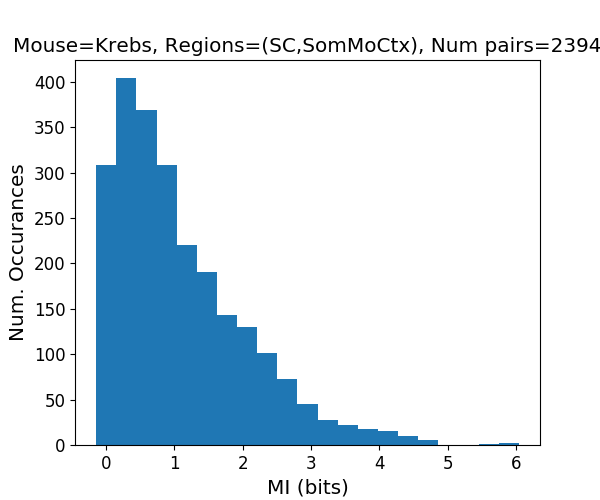 Mouse=Krebs, Regions=(SC,SomMoCtx), Num pairs=2394
400
350
300
250
200
150
100
50
0
Num. Occurances
0 1 2 3 4 5 6
MI (bits)